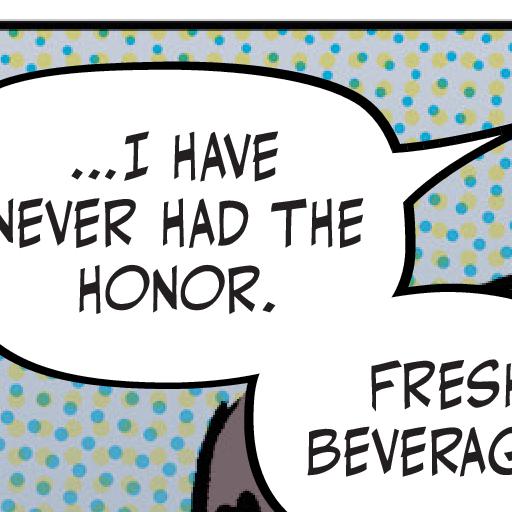 ...I HAVE
NEVER HAD THE
HONOR.
FRESH
BEVERAG